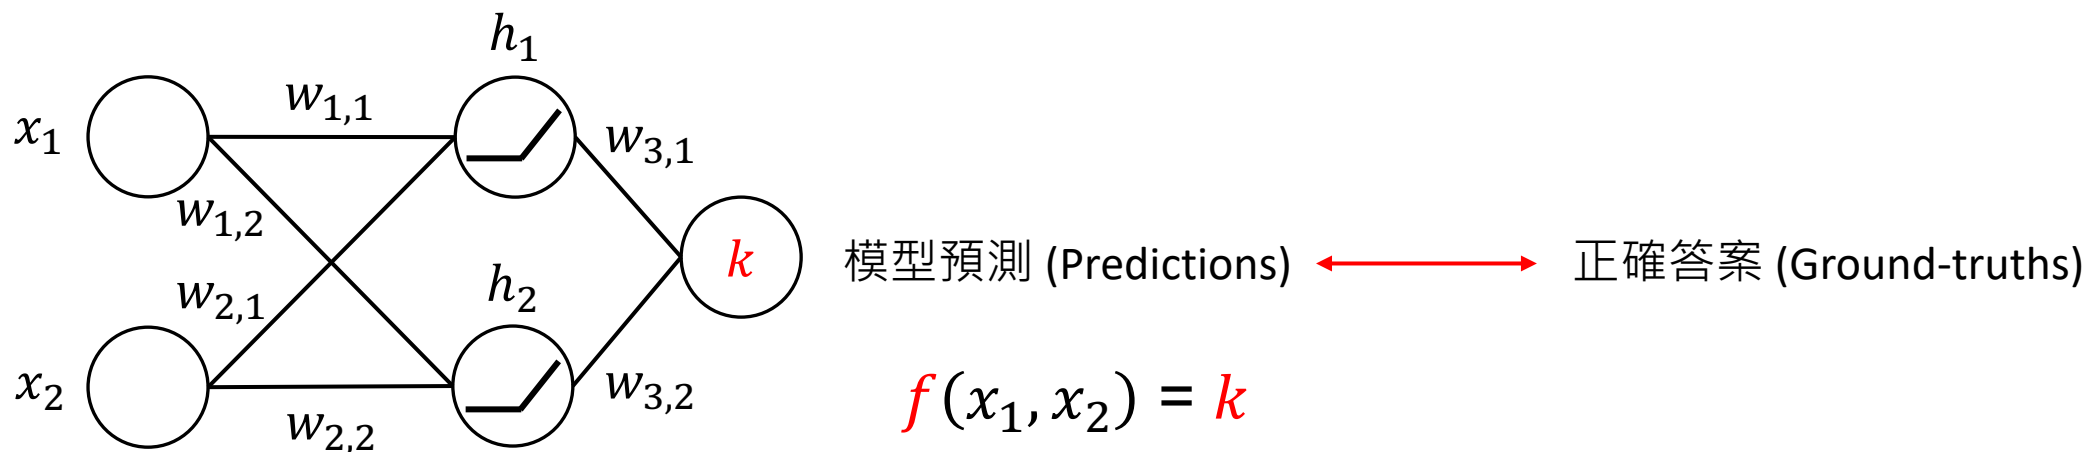 h₁
w₁,₁
x₁
w₃,₁
w₁,₂
k 模型預測 (Predictions) 正確答案 (Ground-truths)
w₂,₁
h₂
x₂
w₃,₂
f(x₁, x₂) = k
w₂,₂